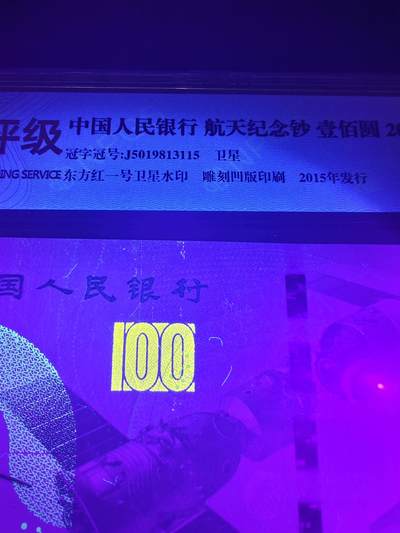 评级 中国人民银行 航天纪念钞 壹佰圆 20
冠字冠号:J5019813115 卫星
ING SERVICE 东方红一号卫星水印 雕刻凹版印刷 2015年发行
国人民银行
100